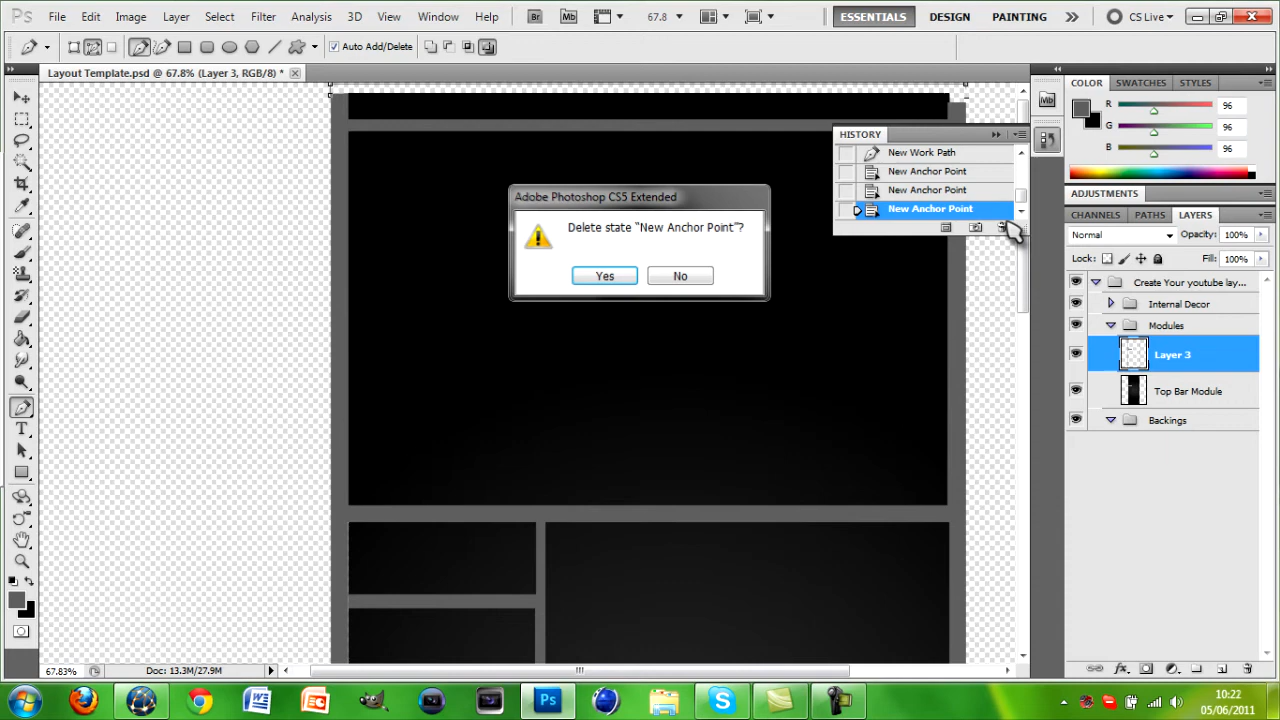 Ps File Edit Image Layer Select Filter Analysis 3D View Window Help Br Mb 67.8 ESSENTIALS DESIGN PAINTING CS Live
Auto Add/Delete
Layout Template.psd @ 67.8% (Layer 3, RGB/8) *
COLOR SWATCHES STYLES
Mb
R 96
G 96
B 96
HISTORY
New Work Path
New Anchor Point
New Anchor Point
New Anchor Point
Adobe Photoshop CS5 Extended
Delete state "New Anchor Point"?
Yes No
ADJUSTMENTS
CHANNELS PATHS LAYERS
Normal Opacity: 100%
Lock: Fill: 100%
Create Your youtube lay...
Internal Decor
Modules
Layer 3
Top Bar Module
Backings
T
67.83% Doc: 13.3M/27.9M
fx
W P Ps S
10:22
05/06/2011